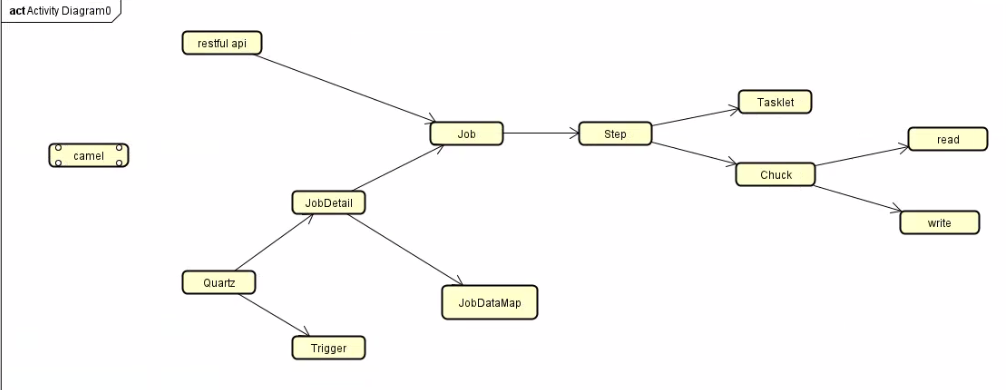 act Activity Diagram0
restful api
Tasklet
Job
Step
read
camel
Chuck
JobDetail
write
Quartz
JobDataMap
Trigger